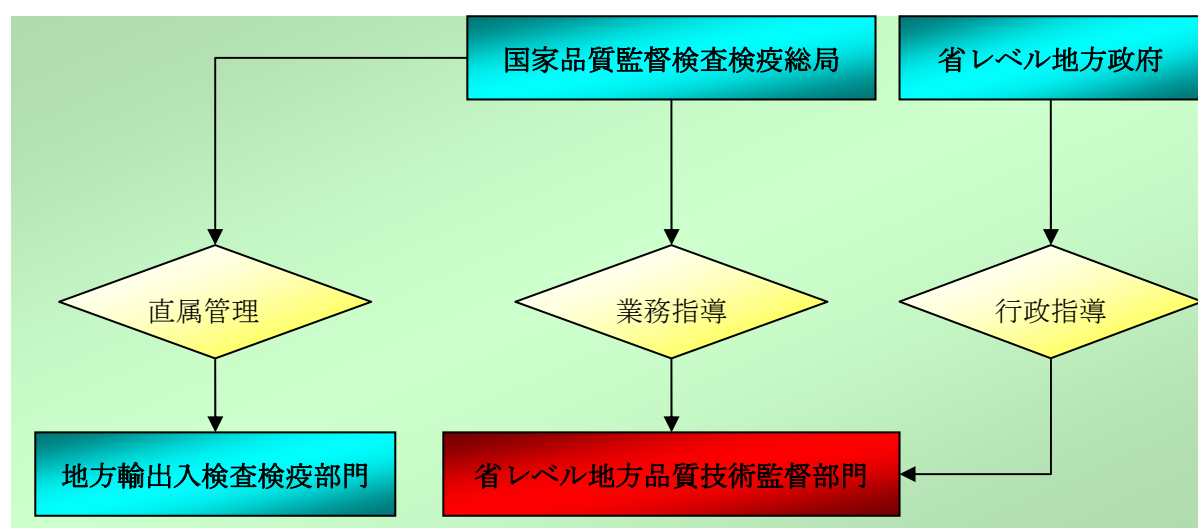 国家品質監督検査検疫総局
省レベル地方政府
直属管理
業務指導
行政指導
地方輸出入検査検疫部門
省レベル地方品質技術監督部門